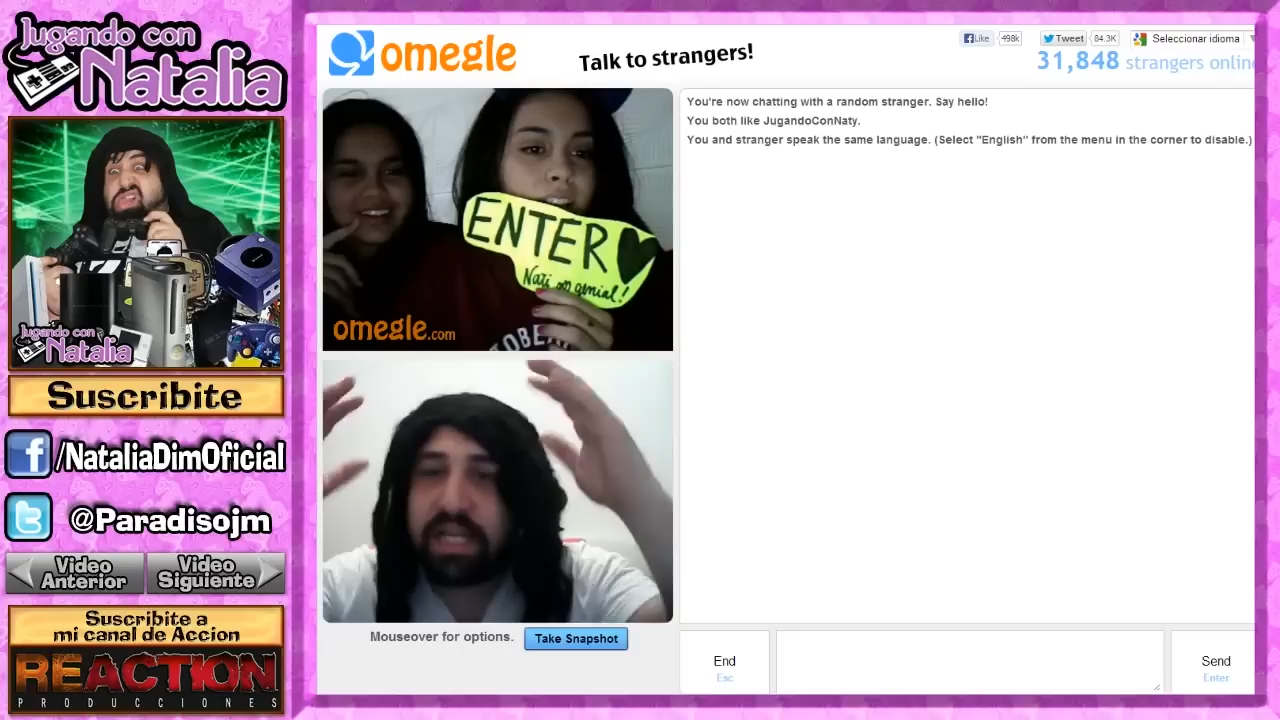 Jugando con
Natalia
Jugando con
Natalia
Suscribite
f /NataliaDimOficial
t @Paradisojm
Video
Anterior
Video
Siguiente
Suscribite a
mi canal de Accion
REACTION
PRODUCCIONES
omegle
Talk to strangers!
Like 498k
Tweet 84.3K
Seleccionar idioma
31,848 strangers online
ENTER
Nati genial!
omegle.com
You're now chatting with a random stranger. Say hello!
You both like JugandoConNaty.
You and stranger speak the same language. (Select "English" from the menu in the corner to disable.)
Mouseover for options.
Take Snapshot
End
Esc
Send
Enter